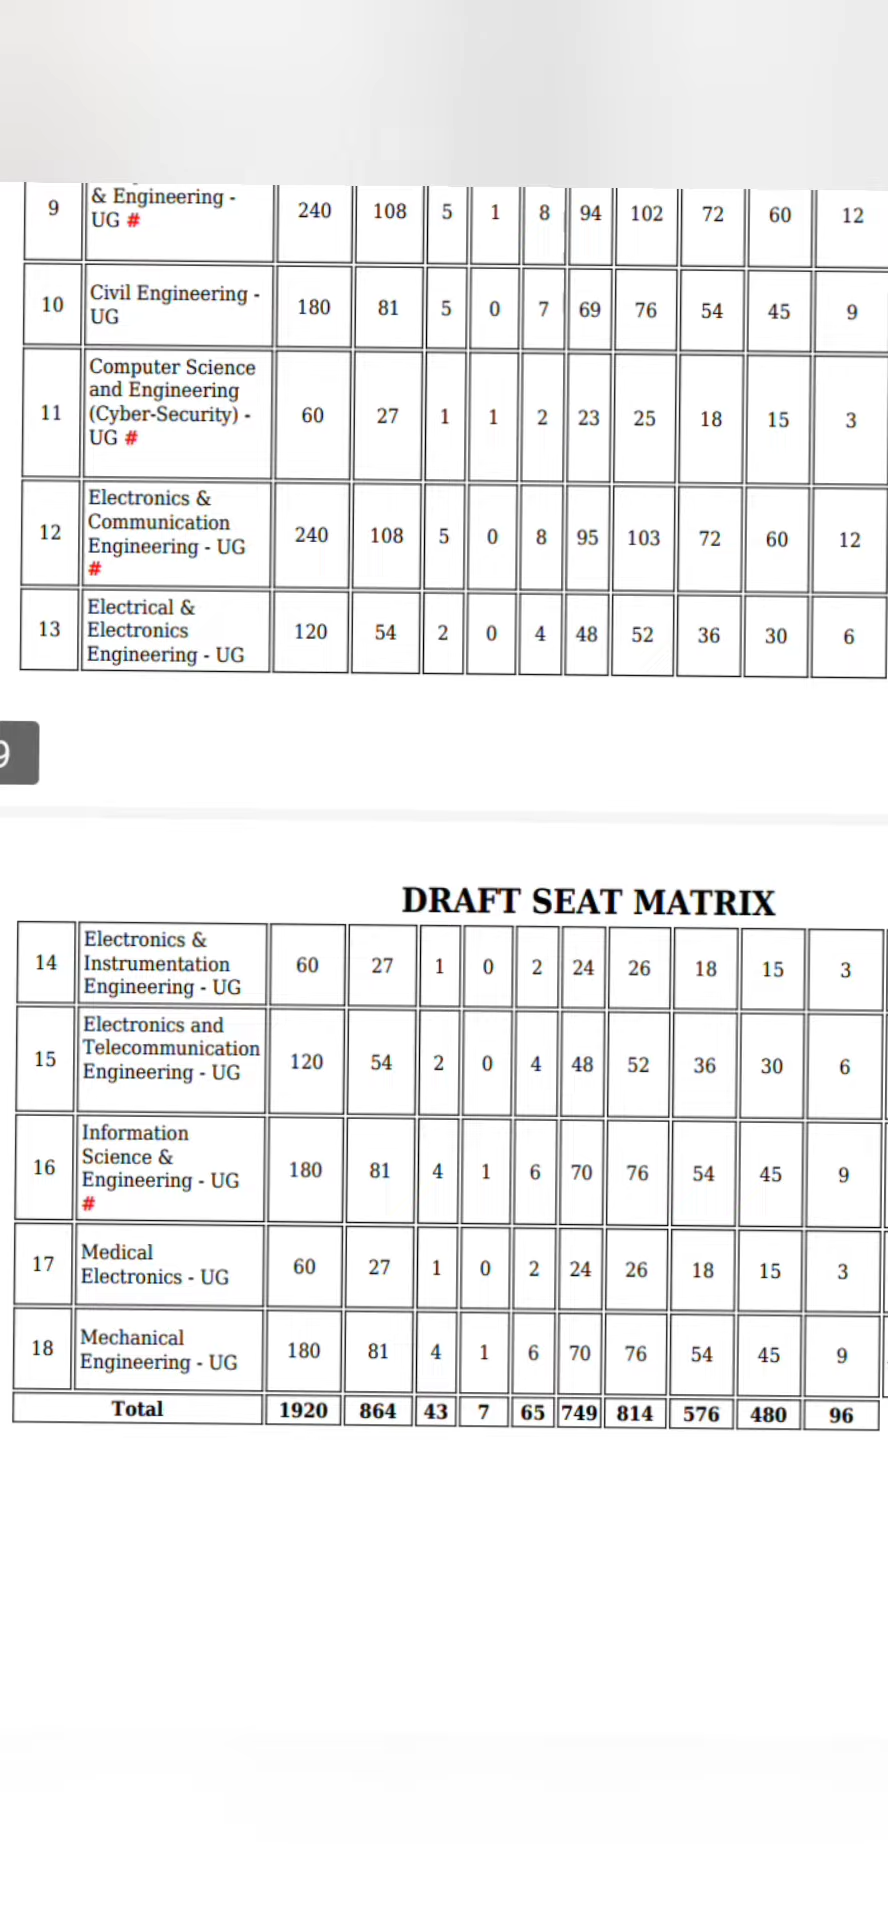 & Engineering -
9 UG # 240 108 5 1 8 94 102 72 60 12
10 Civil Engineering - UG 180 81 5 0 7 69 76 54 45 9
Computer Science
and Engineering
11 (Cyber-Security) - 60 27 1 1 2 23 25 18 15 3
UG #
Electronics &
Communication
12 Engineering - UG 240 108 5 0 8 95 103 72 60 12
#
Electrical &
13 Electronics 120 54 2 0 4 48 52 36 30 6
Engineering - UG
9
DRAFT SEAT MATRIX
Electronics &
14 Instrumentation 60 27 1 0 2 24 26 18 15 3
Engineering - UG
Electronics and
15 Telecommunication 120 54 2 0 4 48 52 36 30 6
Engineering - UG
Information
Science &
16 Engineering - UG 180 81 4 1 6 70 76 54 45 9
#
Medical
17 Electronics - UG 60 27 1 0 2 24 26 18 15 3
Mechanical
18 Engineering - UG 180 81 4 1 6 70 76 54 45 9
Total 1920 864 43 7 65 749 814 576 480 96